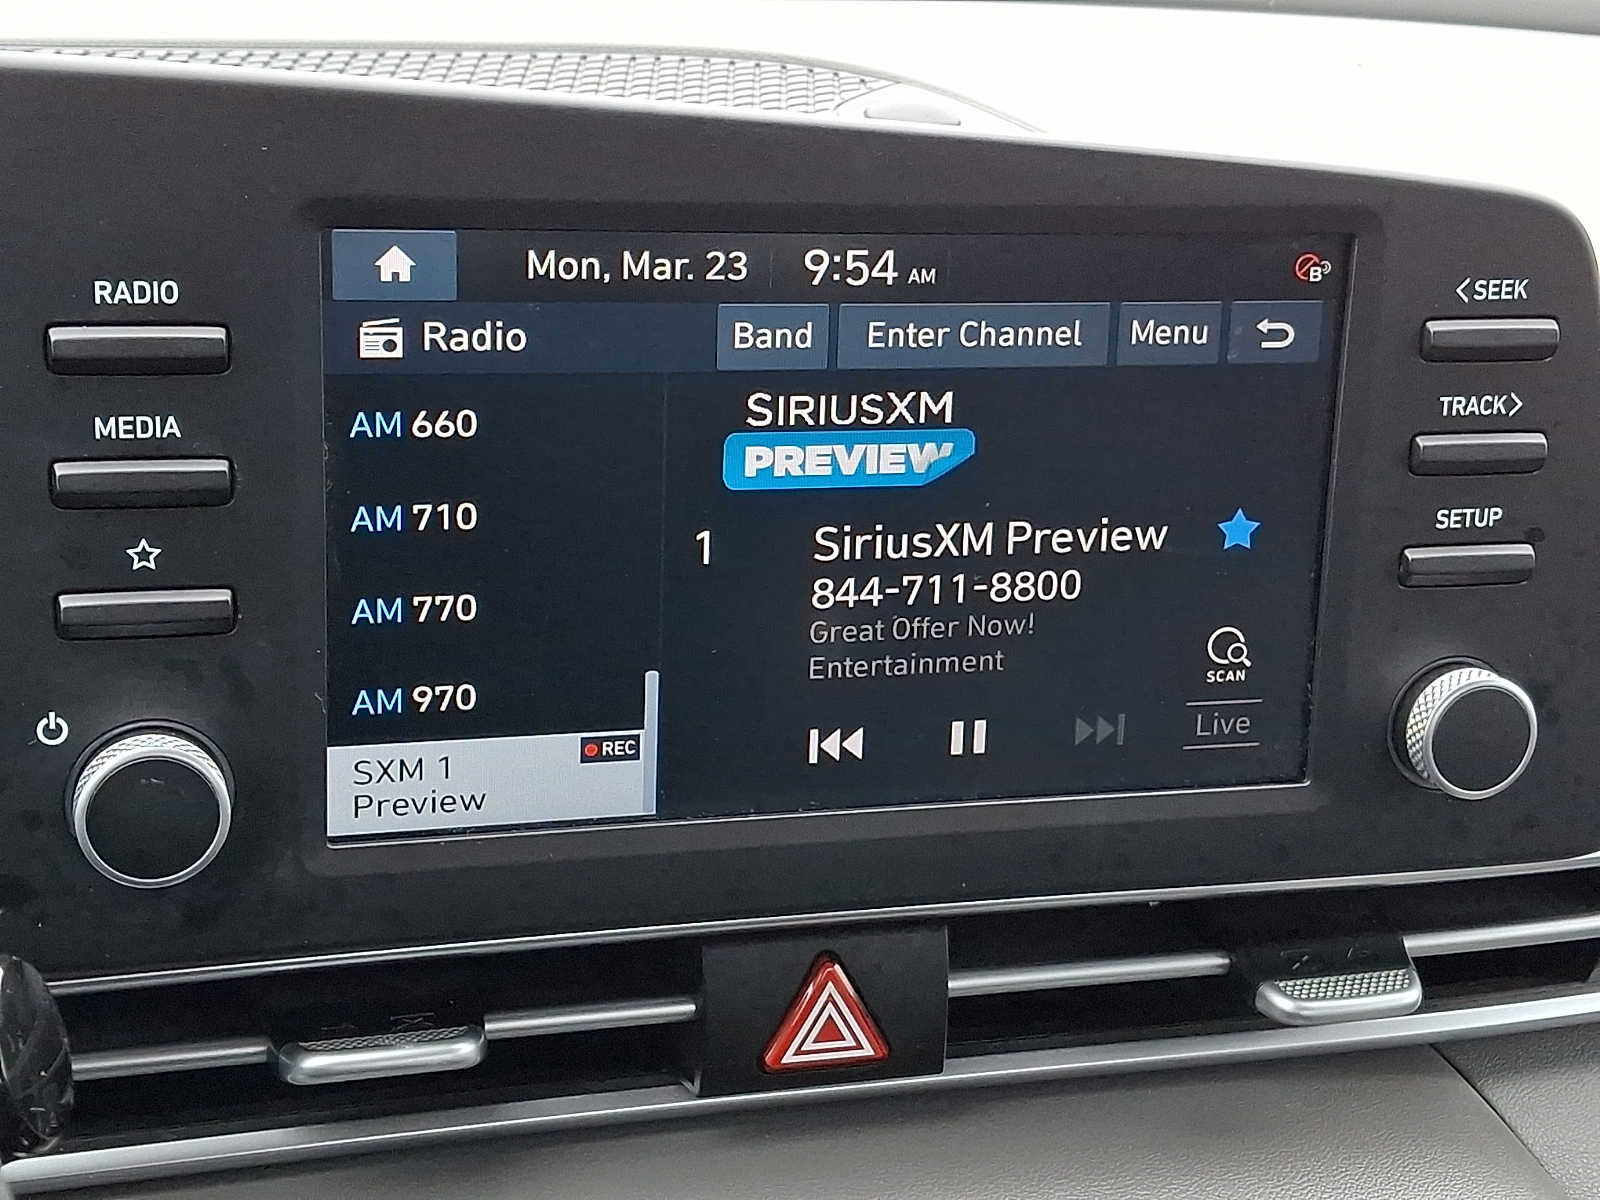 Mon, Mar. 23 9:54 AM
B
RADIO
<SEEK
Radio Band Enter Channel Menu
AM 660
SIRIUSXM
PREVIEW
TRACK>
MEDIA
AM 710
1 SiriusXM Preview
SETUP
844-711-8800
AM 770
Great Offer Now!
Entertainment
SCAN
AM 970
Live
REC
SXM 1
Preview